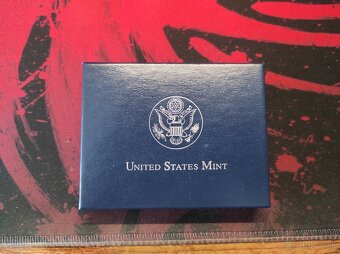 United States Mint